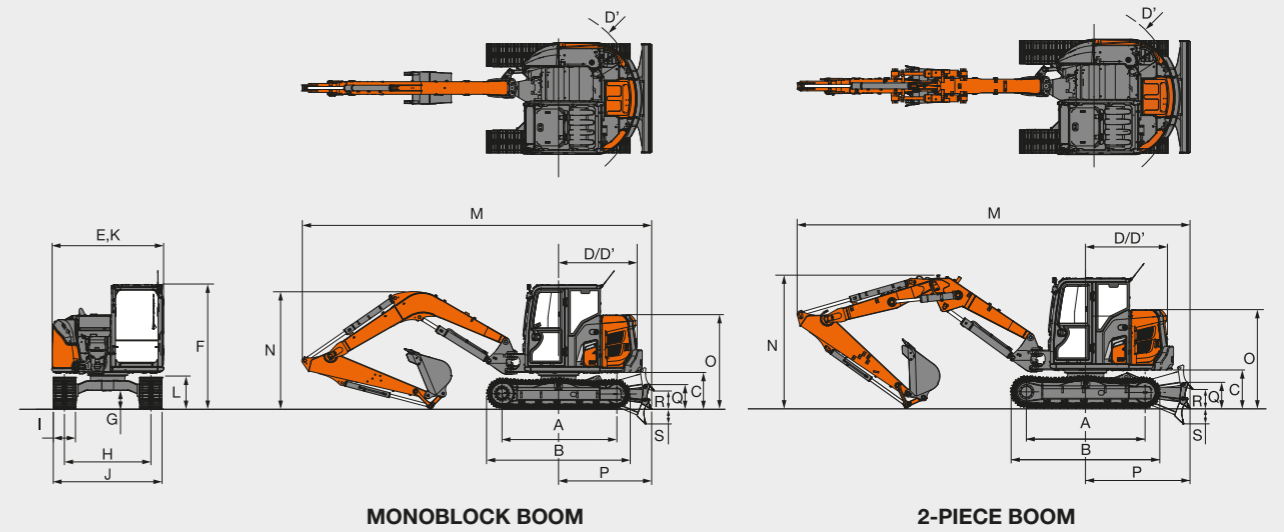 D’
D’
M
M
E,K
D/D’
D/D’
N
F
O
N
O
L
G
I
R
Q
C
S
R
Q
C
S
H
A
A
J
B
B
P
P
MONOBLOCK BOOM
2-PIECE BOOM